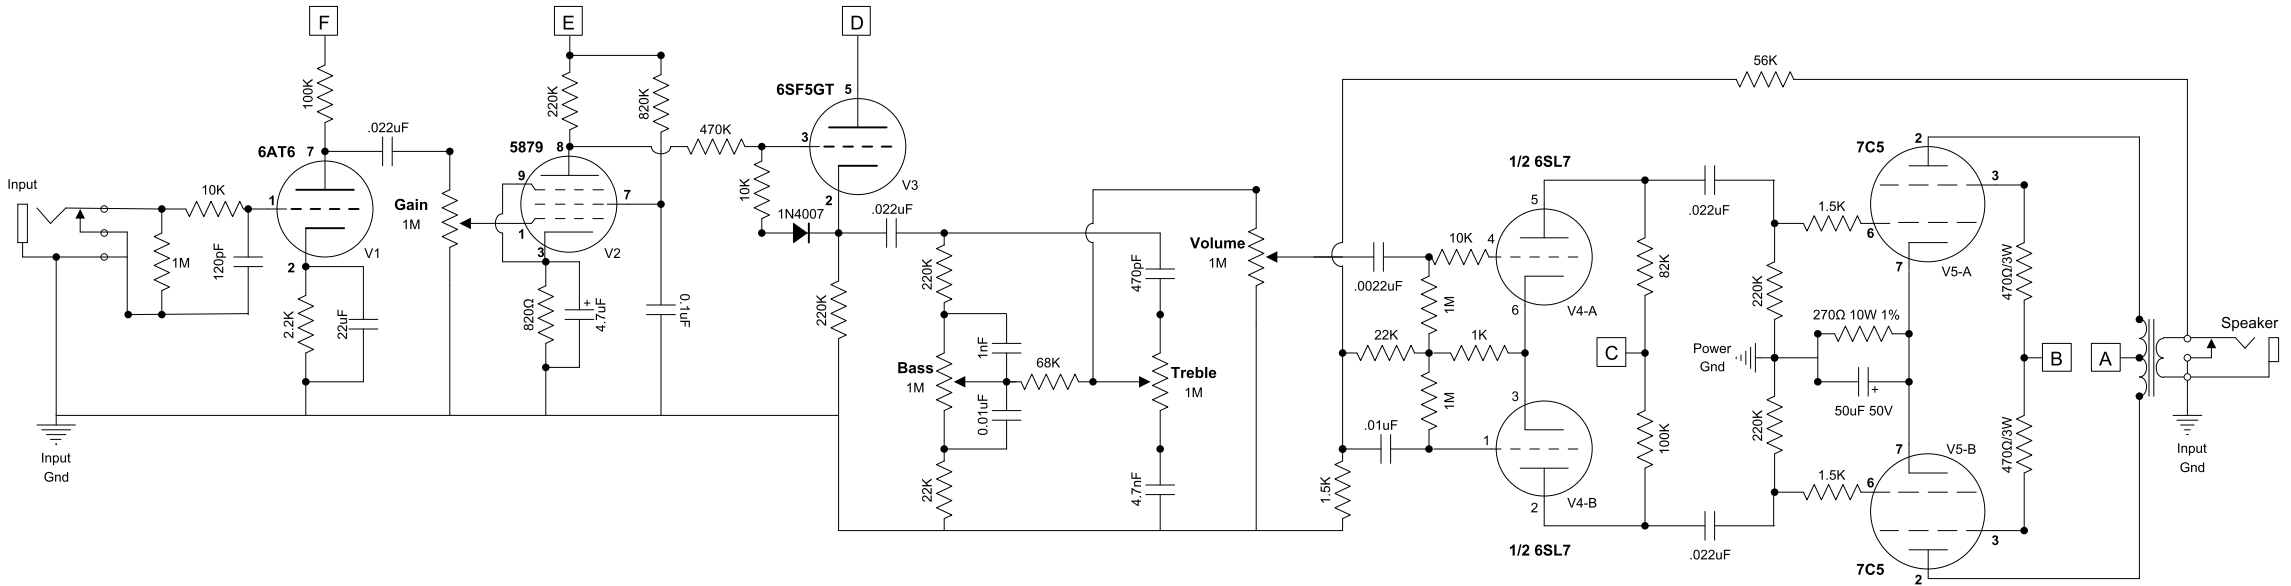 F
E
D
100K
.022uF
6AT6
7
Input
10K
1
1M
120pF
V1
2
2.2K
22uF
Gain
1M
Input
Gnd
220K
820K
5879
8
9
7
1
3
V2
820Ω
+
4.7uF
0.1uF
470K
10K
1N4007
6SF5GT
5
3
2
V3
.022uF
220K
220K
Bass
1M
1nF
0.01uF
22K
68K
470pF
Treble
1M
4.7nF
Volume
1M
56K
.0022uF
10K
1M
22K
1K
1M
.01uF
1.5K
1/2 6SL7
5
4
6
V4-A
3
1
2
V4-B
1/2 6SL7
82K
C
100K
.022uF
.022uF
1.5K
220K
Power
Gnd
220K
1.5K
270Ω 10W 1%
+
50uF 50V
7C5
2
3
6
7
V5-A
V5-B
7
6
3
2
7C5
470Ω/3W
470Ω/3W
B
A
Speaker
Input
Gnd